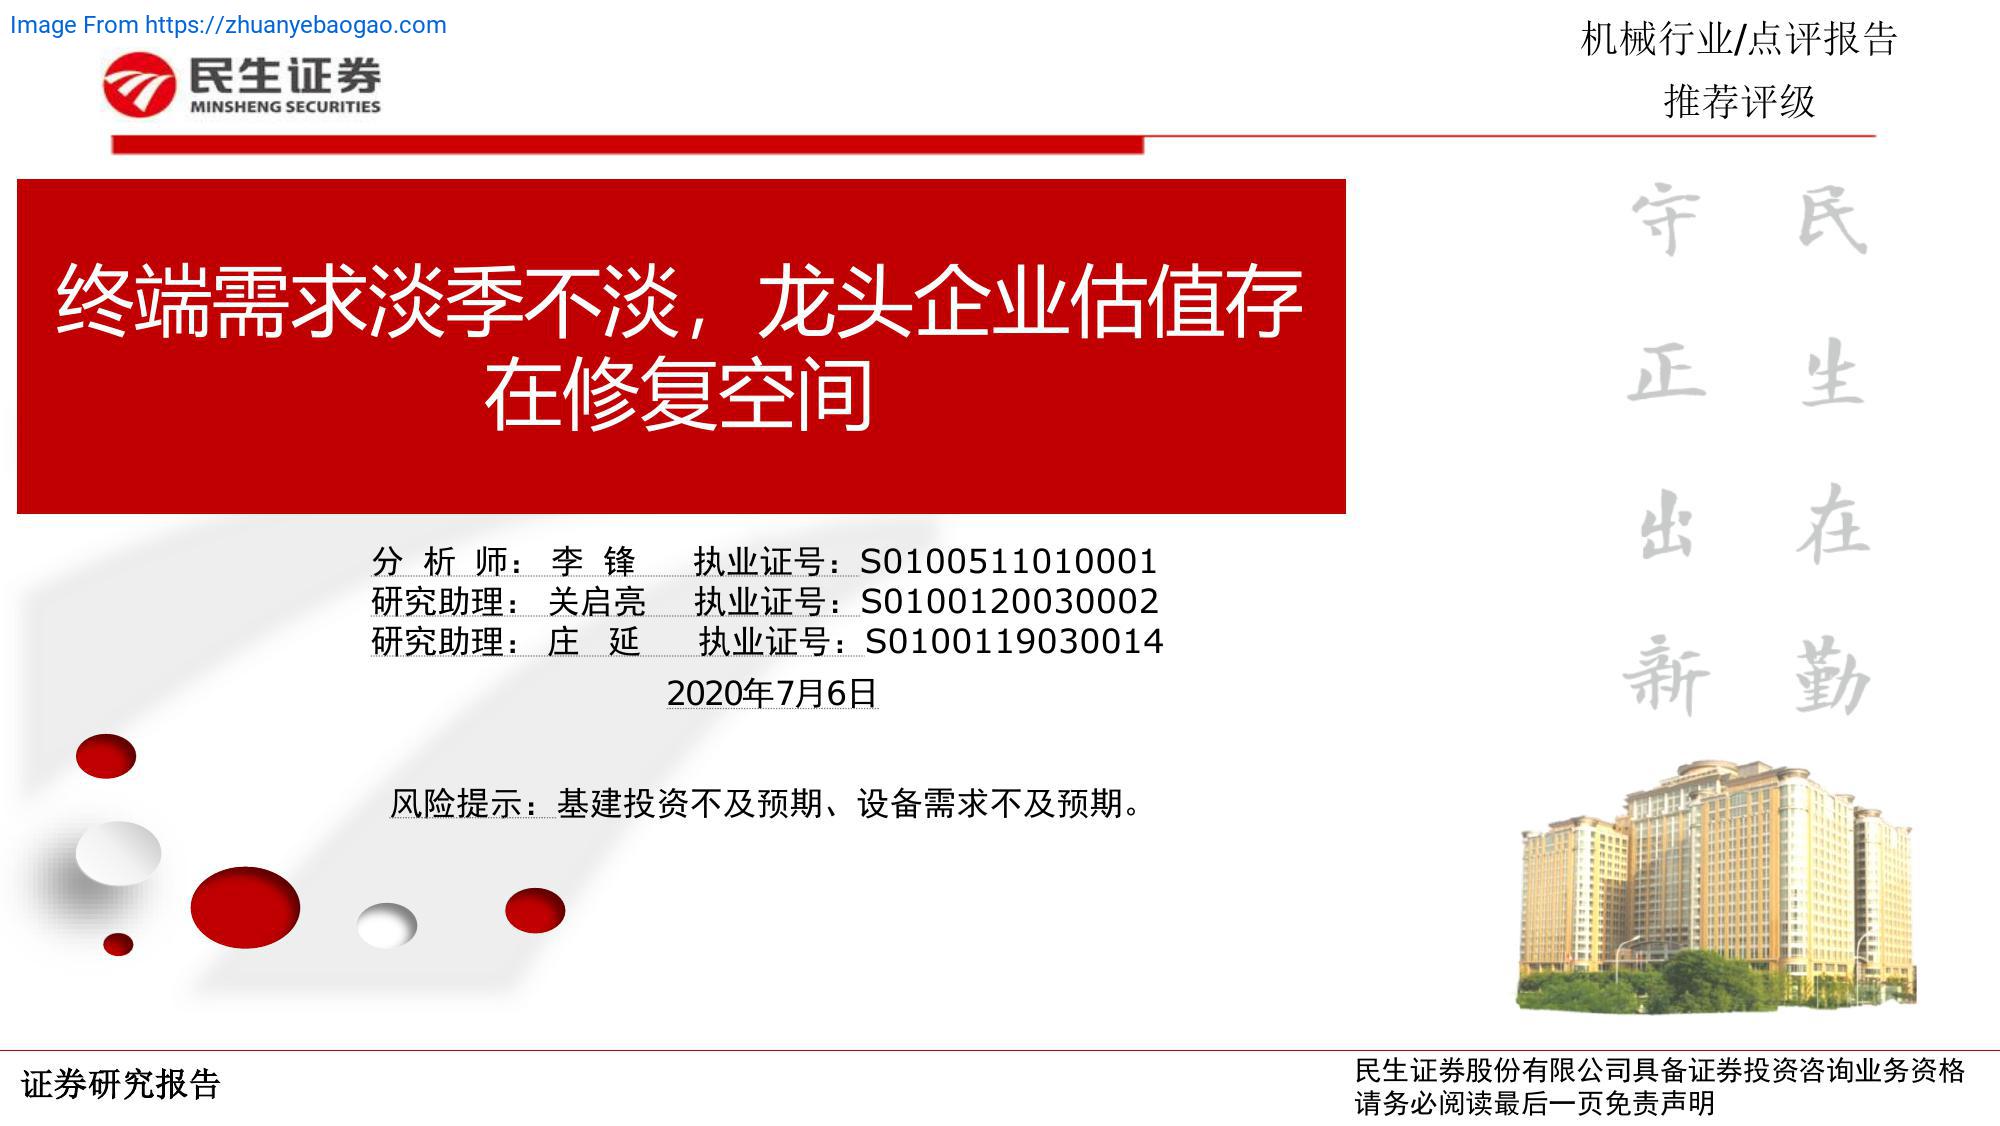 Image From https://zhuanyebaogao.com
民生证券
MINSHENG SECURITIES
机械行业/点评报告
推荐评级
终端需求淡季不淡，龙头企业估值存
在修复空间
民生在勤
守正出新
分 析 师： 李 锋 执业证号：S0100511010001
研究助理： 关启亮 执业证号：S0100120030002
研究助理： 庄 延 执业证号：S0100119030014
2020年7月6日
风险提示：基建投资不及预期、设备需求不及预期。
证券研究报告
民生证券股份有限公司具备证券投资咨询业务资格
请务必阅读最后一页免责声明